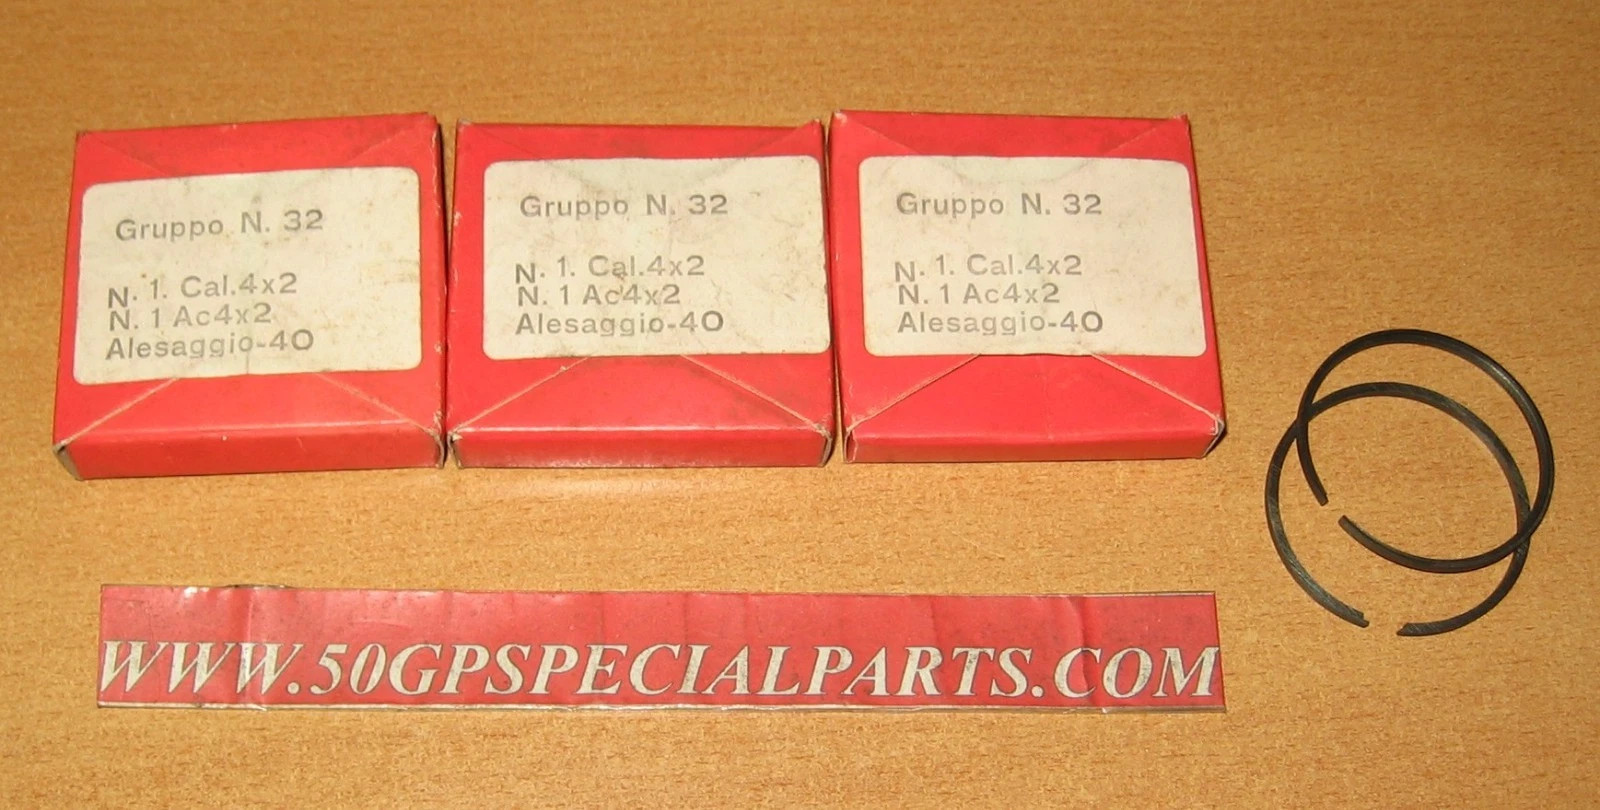 Gruppo N. 32
N. 1. Cal.4x2
N. 1 Ac4x2
Alesaggio-40
Gruppo N. 32
N. 1. Cal.4x2
N. 1 Ac4x2
Alesaggio-40
Gruppo N. 32
N. 1. Cal.4x2
N. 1 Ac4x2
Alesaggio-40
WWW.50GPSPECIALPARTS.COM